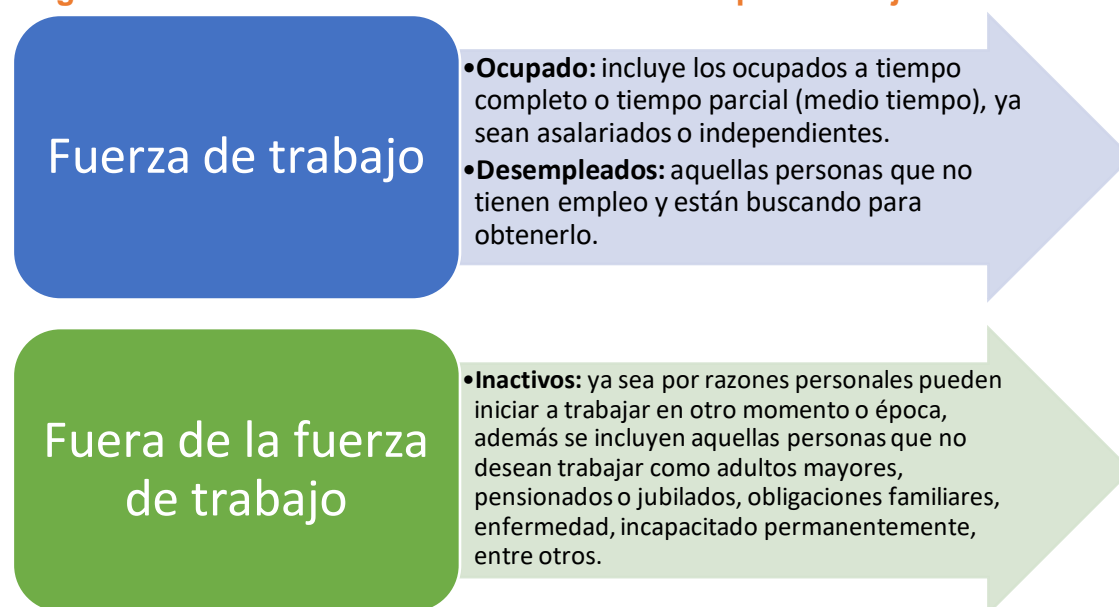 Fuerza de trabajo
•Ocupado: incluye los ocupados a tiempo
completo o tiempo parcial (medio tiempo), ya
sean asalariados o independientes.
•Desempleados: aquellas personas que no
tienen empleo y están buscando para
obtenerlo.
Fuera de la fuerza
de trabajo
•Inactivos: ya sea por razones personales pueden
iniciar a trabajar en otro momento o época,
además se incluyen aquellas personas que no
desean trabajar como adultos mayores,
pensionados o jubilados, obligaciones familiares,
enfermedad, incapacitado permanentemente,
entre otros.